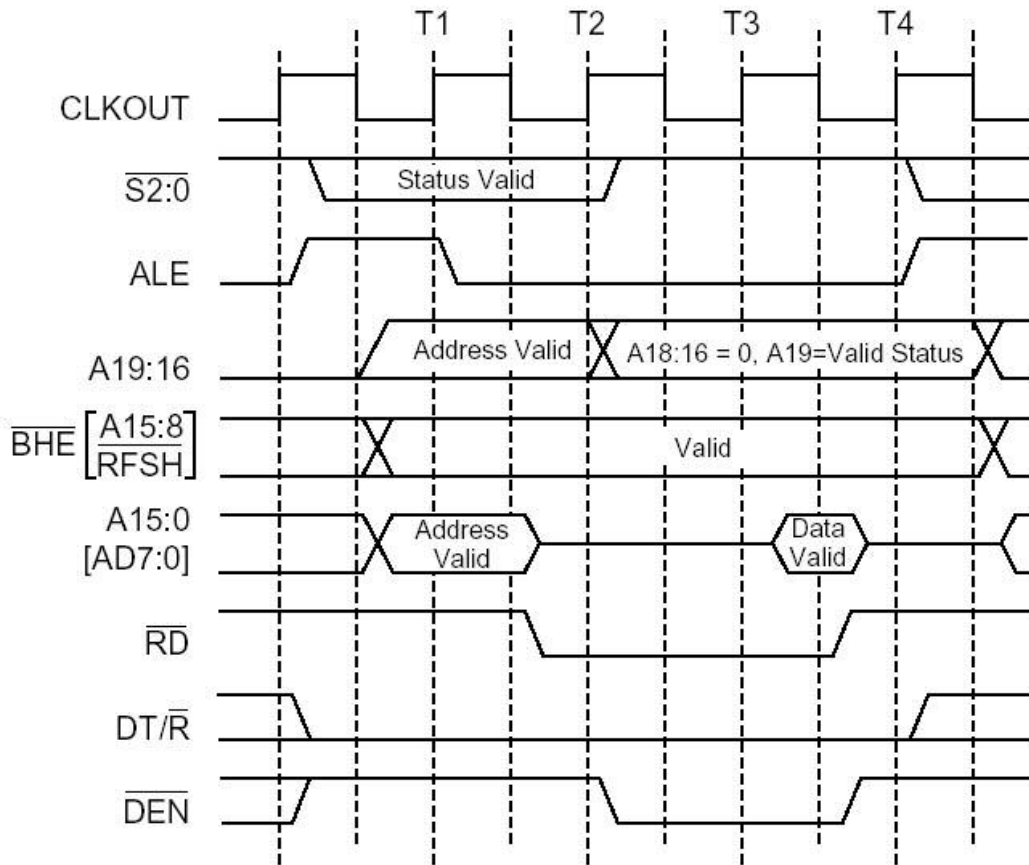 T1 T2 T3 T4
CLKOUT
S2:0
Status Valid
ALE
A19:16
Address Valid
A18:16 = 0, A19=Valid Status
BHE [A15:8
RFSH]
Valid
A15:0
[AD7:0]
Address
Valid
Data
Valid
RD
DT/R
DEN